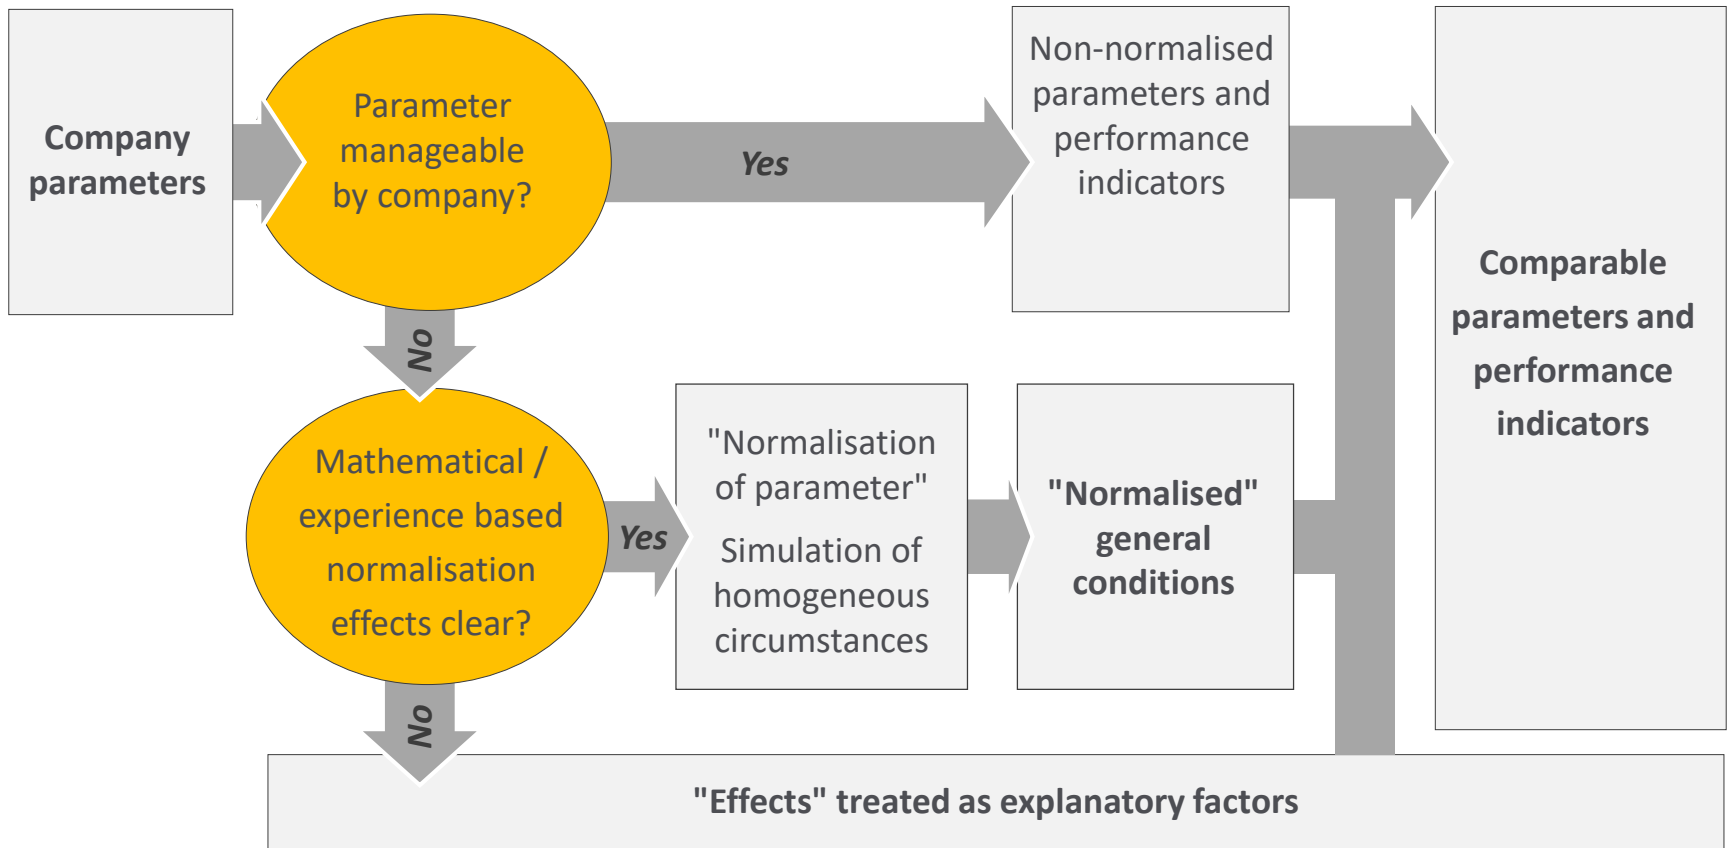 Company
parameters
Parameter
manageable
by company?
Yes
Non-normalised
parameters and
performance
indicators
Comparable
parameters and
performance
indicators
No
Mathematical /
experience based
normalisation
effects clear?
Yes
"Normalisation
of parameter"
Simulation of
homogeneous
circumstances
"Normalised"
general
conditions
No
"Effects" treated as explanatory factors